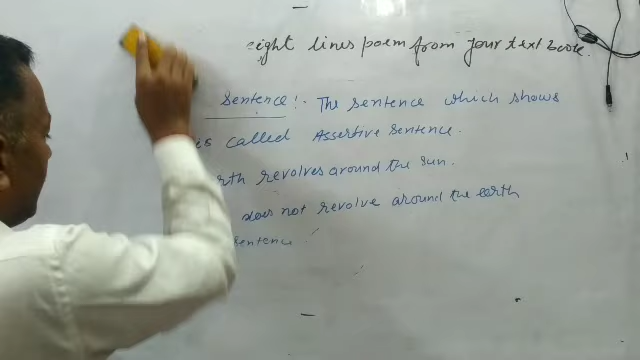 eight lines poem from your text book.
Sentence :- The sentence which shows
is called Assertive sentence.
rth revolves around the sun.
does not revolve around the earth
sentence